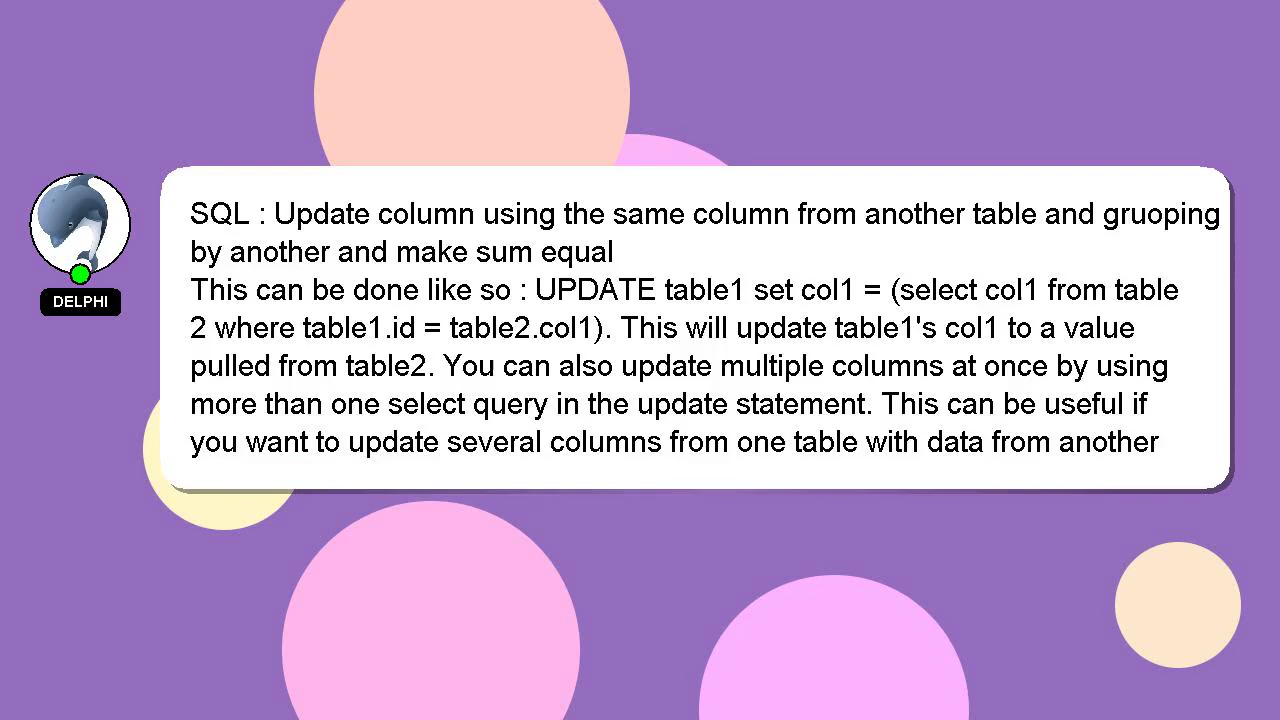 SQL : Update column using the same column from another table and gruoping
by another and make sum equal
This can be done like so : UPDATE table1 set col1 = (select col1 from table
2 where table1.id = table2.col1). This will update table1's col1 to a value
pulled from table2. You can also update multiple columns at once by using
more than one select query in the update statement. This can be useful if
you want to update several columns from one table with data from another
DELPHI